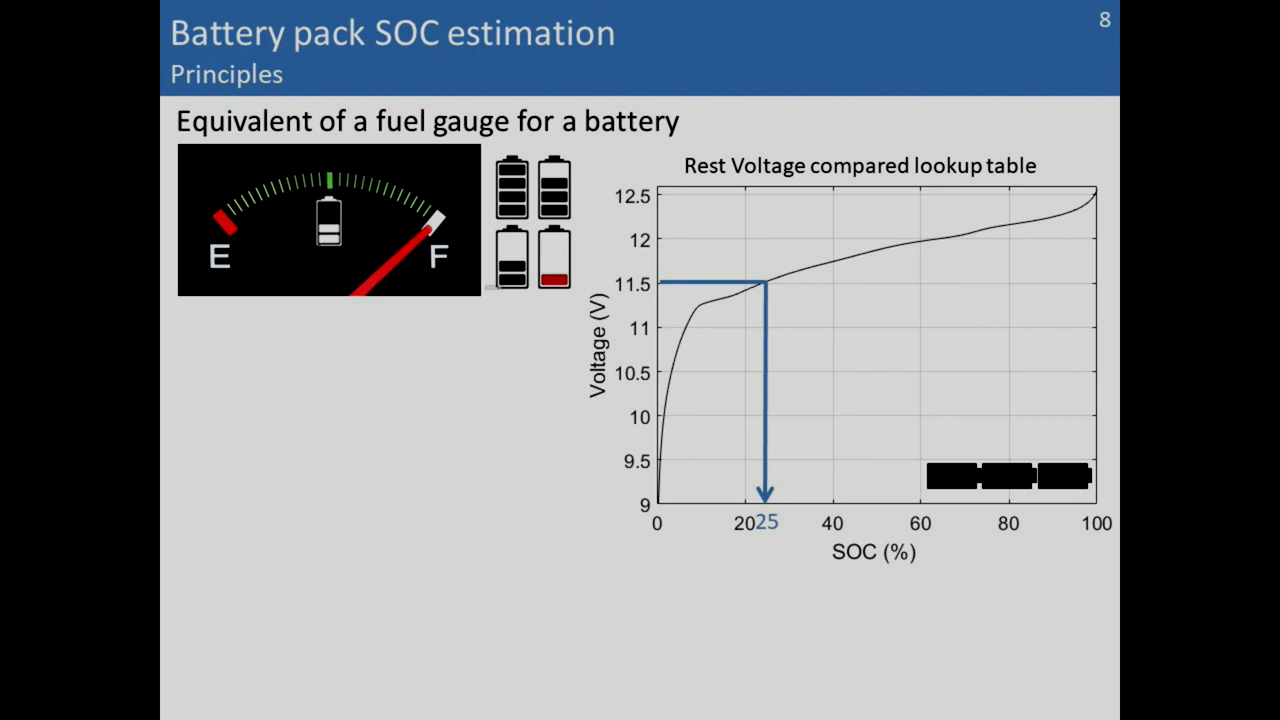 Battery pack SOC estimation
8
Principles
Equivalent of a fuel gauge for a battery
E
F
Rest Voltage compared lookup table
Voltage (V)
12.5
12
11.5
11
10.5
10
9.5
9
0
20
25
40
60
80
100
SOC (%)